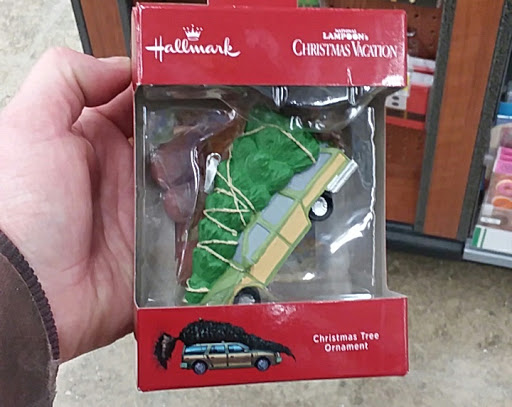 Hallmark
NATIONAL
LAMPOON'S
CHRISTMAS VACATION
Christmas Tree
Ornament